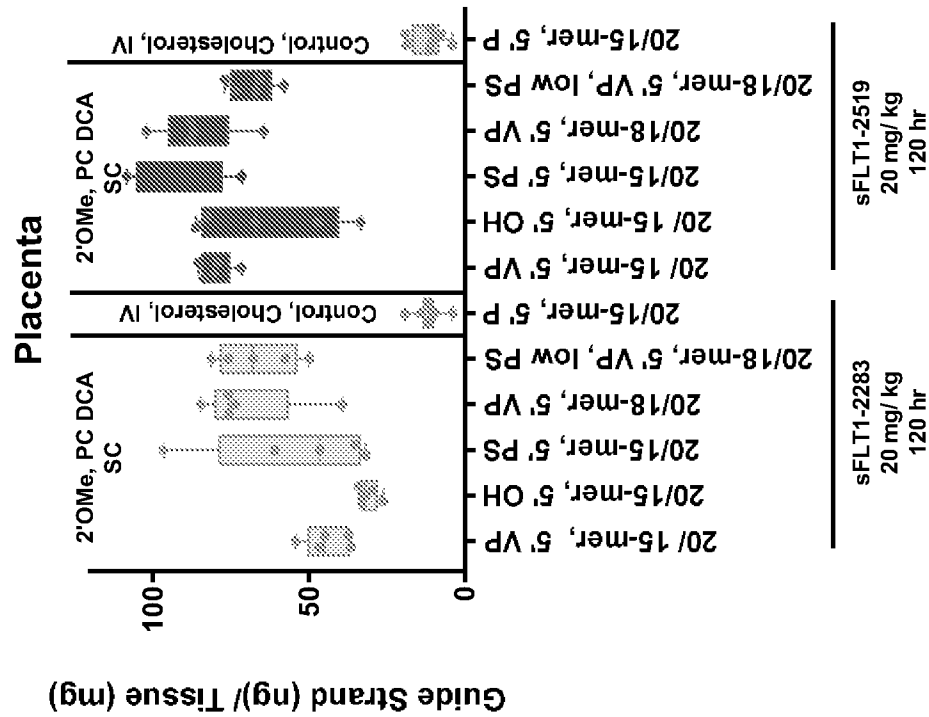 Placenta
2'OMe, PC DCA
SC
Control, Cholesterol, IV
2'OMe, PC DCA
SC
Control, Cholesterol, IV
Guide Strand (ng)/ Tissue (mg)
100
50
0
20/ 15-mer, 5' VP
20/15-mer, 5' OH
20/15-mer, 5' PS
20/18-mer, 5' VP
20/18-mer, 5' VP, low PS
20/15-mer, 5' P
20/ 15-mer, 5' VP
20/ 15-mer, 5' OH
20/15-mer, 5' PS
20/18-mer, 5' VP
20/18-mer, 5' VP, low PS
20/15-mer, 5' P
sFLT1-2283
20 mg/ kg
120 hr
sFLT1-2519
20 mg/ kg
120 hr